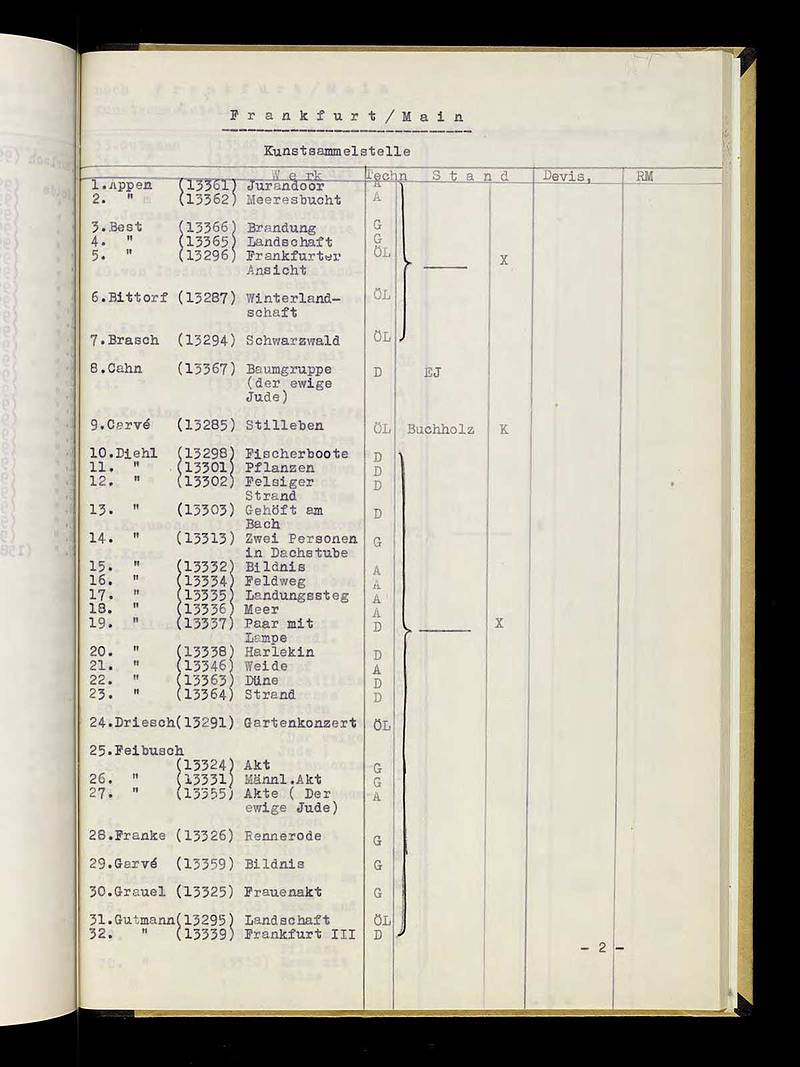 Frankfurt/Main
Kunstsammelstelle
Werk Techn Stand Devis, RM
1.Appen (13361) Jurandoor A
2. " (13362) Meeresbucht A
3.Best (13366) Brandung G
4. " (13365) Landschaft G
5. " (13296) Frankfurter ÖL
Ansicht X
6.Bittorf (13287) Winterland- ÖL
schaft
7.Brasch (13294) Schwarzwald ÖL
8.Cahn (13367) Baumgruppe D EJ
(der ewige
Jude)
9.Carvé (13285) Stilleben ÖL Buchholz K
10.Diehl (13298) Fischerboote D
11. " (13301) Pflanzen D
12. " (13302) Felsiger D
Strand
13. " (13303) Gehöft am D
Bach
14. " (13313) Zwei Personen G
in Dachstube
15. " (13332) Bildnis A
16. " (13334) Feldweg A
17. " (13335) Landungssteg A
18. " (13336) Meer A
19. " (13337) Paar mit D X
Lampe
20. " (13338) Harlekin D
21. " (13346) Weide A
22. " (13363) Düne D
23. " (13364) Strand D
24.Driesch(13291) Gartenkonzert ÖL
25.Feibusch
(13324) Akt G
26. " (13331) Männl.Akt G
27. " (13355) Akte ( Der A
ewige Jude)
28.Franke (13326) Rennerode G
29.Garvé (13359) Bildnis G
30.Grauel (13325) Frauenakt G
31.Gutmann(13295) Landschaft ÖL
32. " (13339) Frankfurt III D
- 2 -